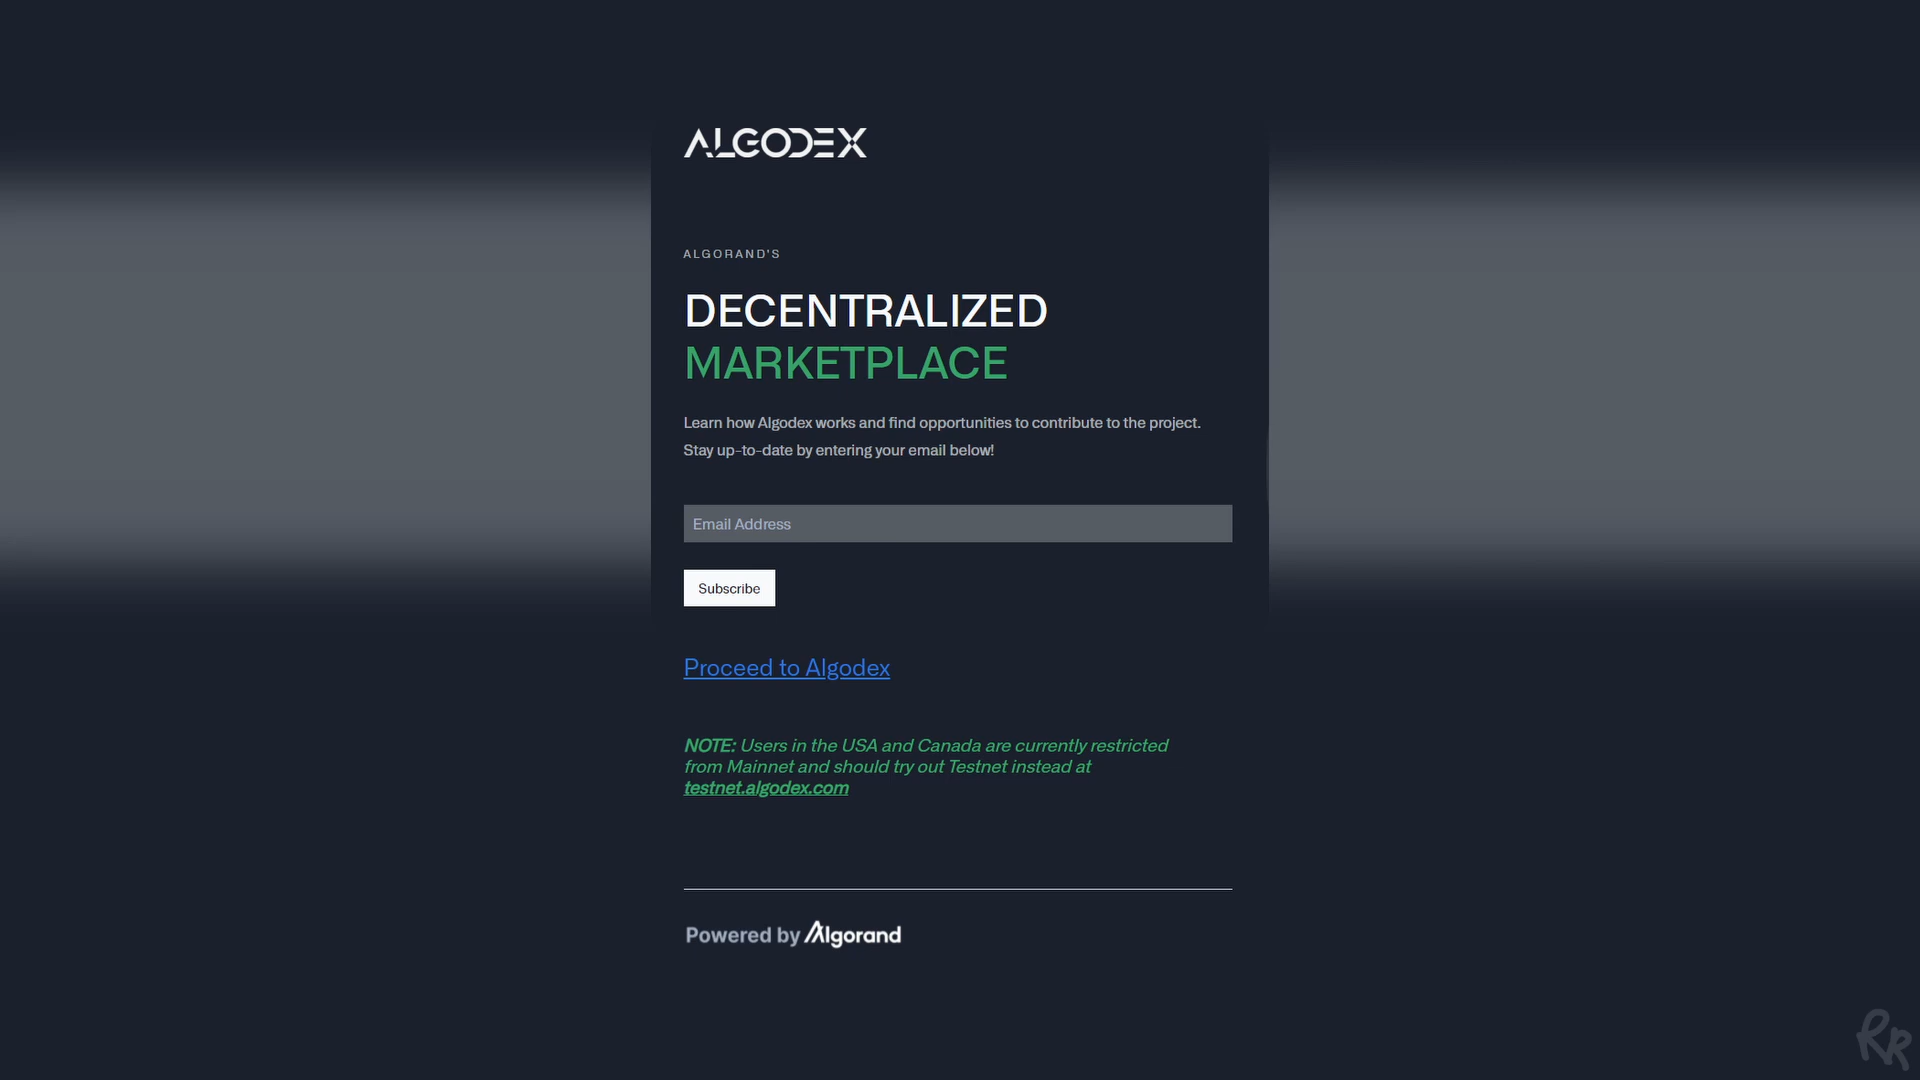 ALGODEX
ALGORAND'S
DECENTRALIZED
MARKETPLACE
Learn how Algodex works and find opportunities to contribute to the project.
Stay up-to-date by entering your email below!
Email Address
Subscribe
Proceed to Algodex
NOTE: Users in the USA and Canada are currently restricted
from Mainnet and should try out Testnet instead at
testnet.algodex.com
Powered by Algorand
RR